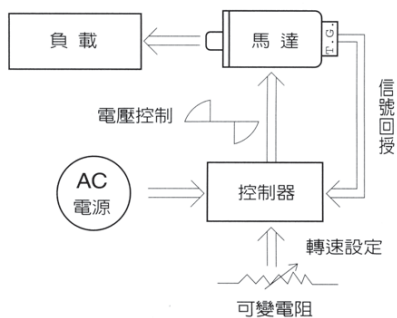 負載
馬達
T.G.
信號回授
電壓控制
AC
電源
控制器
轉速設定
可變電阻